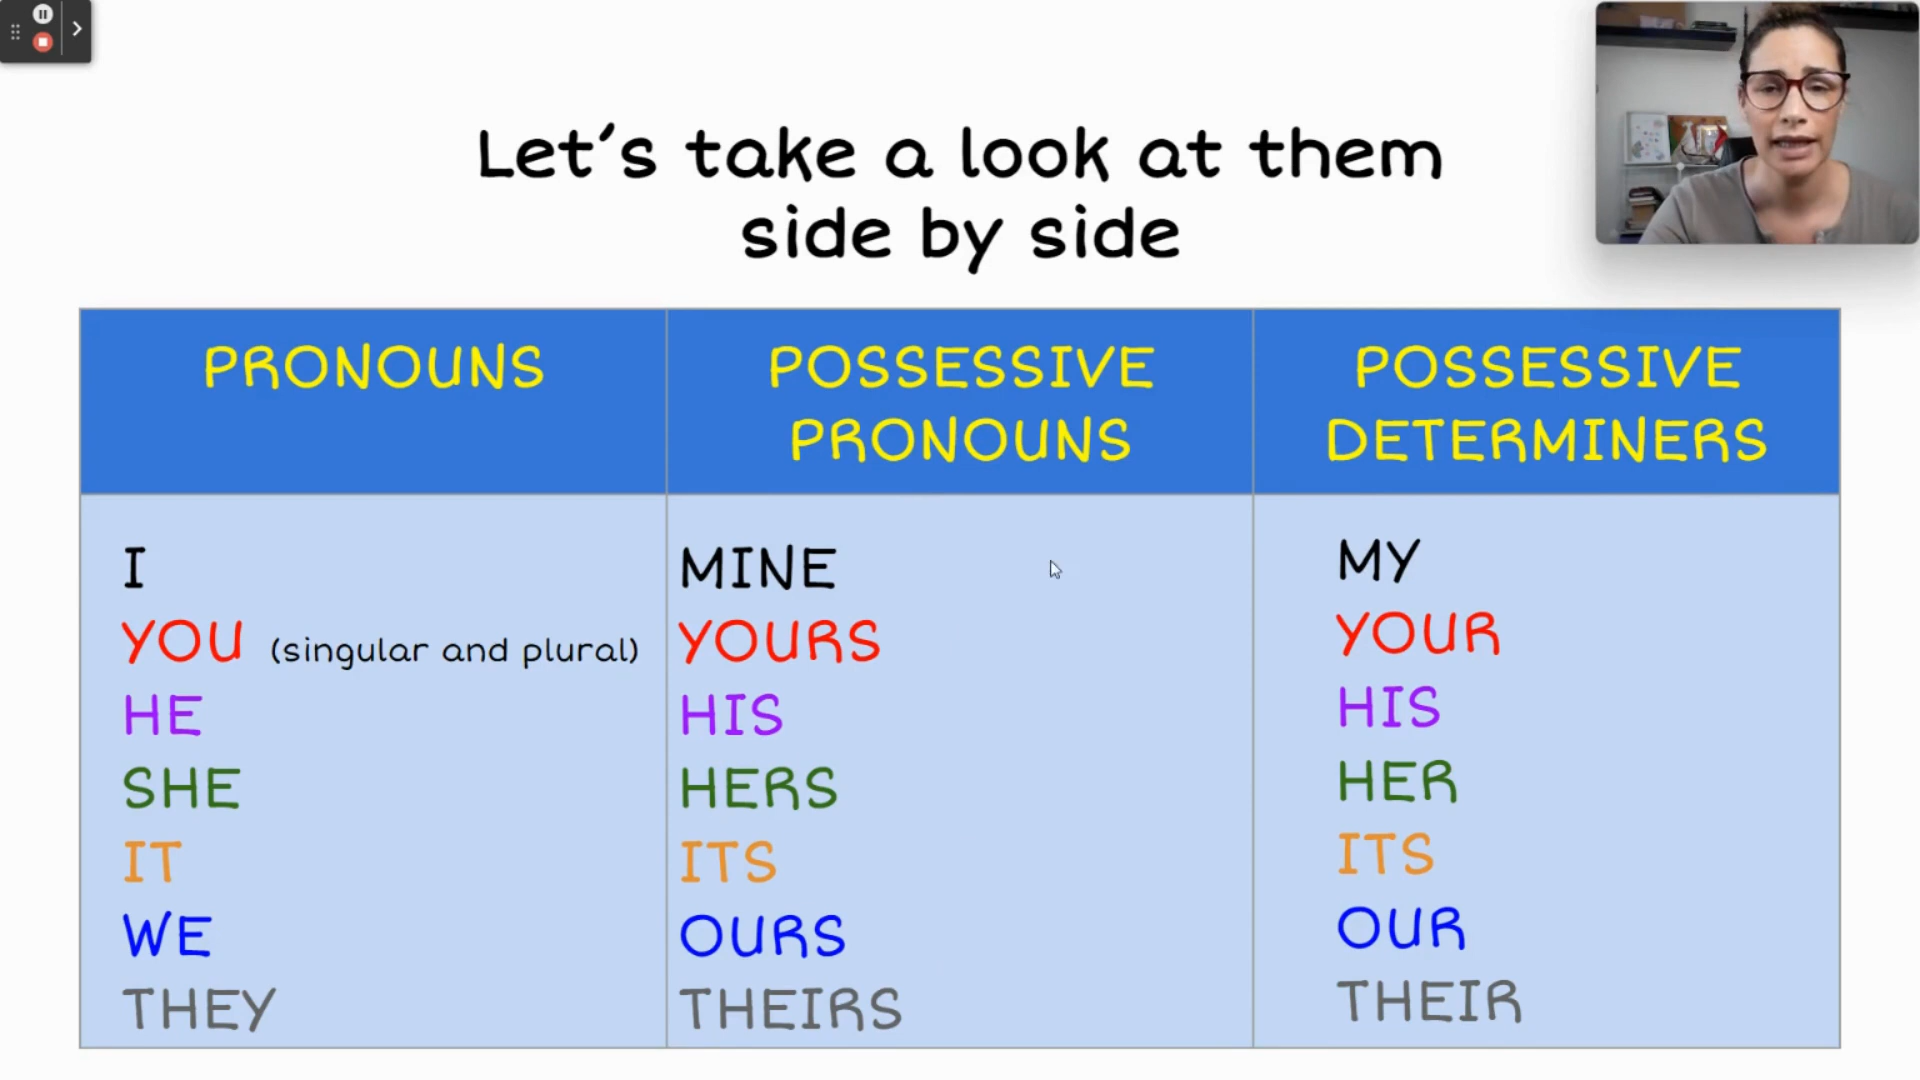 Let's take a look at them
side by side
PRONOUNS
POSSESSIVE
PRONOUNS
POSSESSIVE
DETERMINERS
I
YOU (singular and plural)
HE
SHE
IT
WE
THEY
MINE
YOURS
HIS
HERS
ITS
OURS
THEIRS
MY
YOUR
HIS
HER
ITS
OUR
THEIR